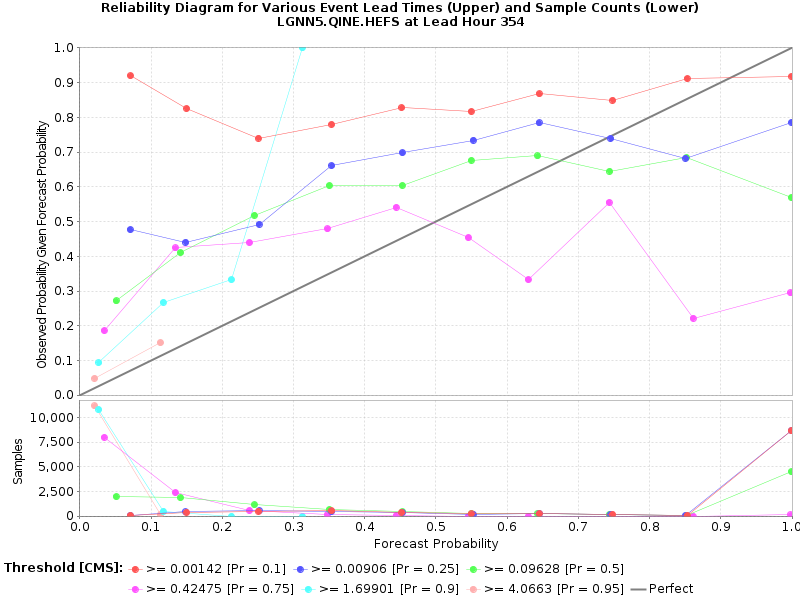 Reliability Diagram for Various Event Lead Times (Upper) and Sample Counts (Lower)
LGNN5.QINE.HEFS at Lead Hour 354
Observed Probability Given Forecast Probability
1.0
0.9
0.8
0.7
0.6
0.5
0.4
0.3
0.2
0.1
0.0
Samples
10,000
7,500
5,000
2,500
0
0.0 0.1 0.2 0.3 0.4 0.5 0.6 0.7 0.8 0.9 1.0
Forecast Probability
Threshold [CMS]: >= 0.00142 [Pr = 0.1] >= 0.00906 [Pr = 0.25] >= 0.09628 [Pr = 0.5]
>= 0.42475 [Pr = 0.75] >= 1.69901 [Pr = 0.9] >= 4.0663 [Pr = 0.95] Perfect